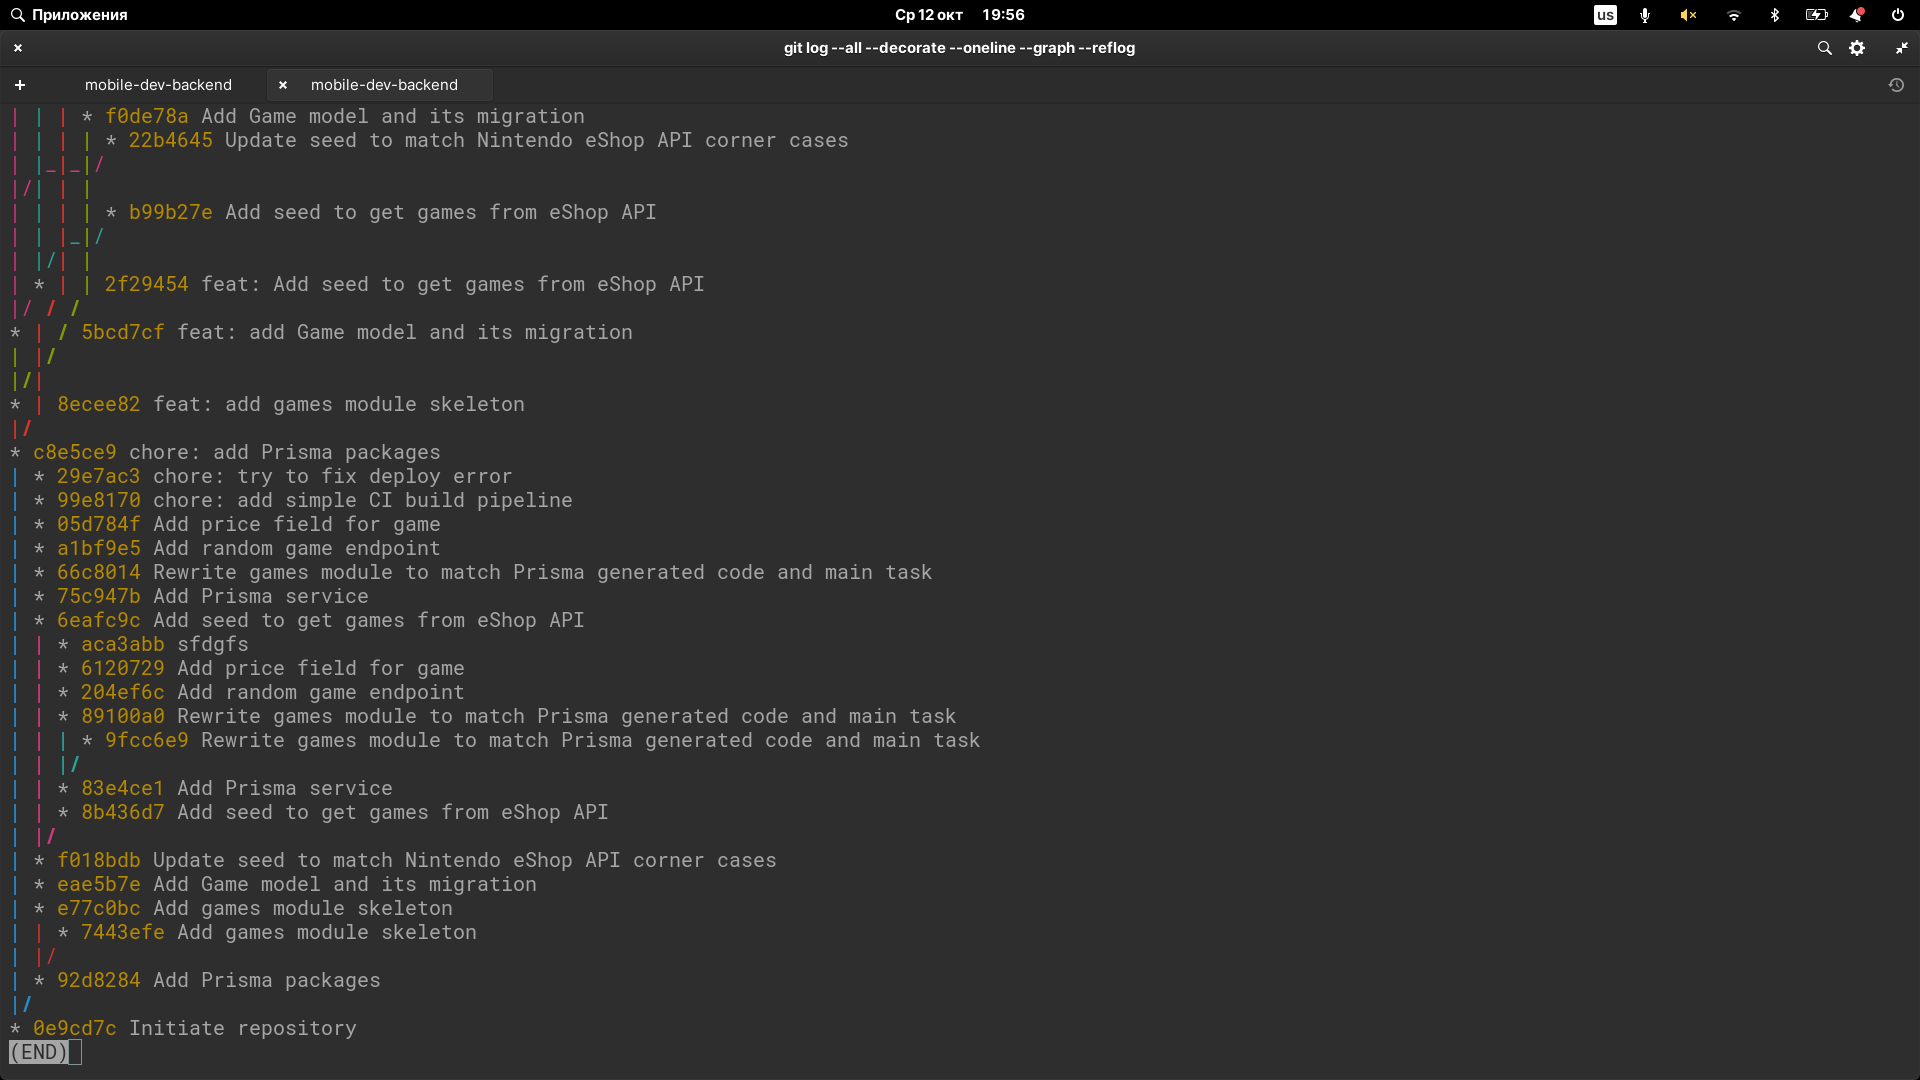 Приложения
Ср 12 окт 19:56
us
git log --all --decorate --oneline --graph --reflog
mobile-dev-backend
mobile-dev-backend
| | | * f0de78a Add Game model and its migration
| | | | * 22b4645 Update seed to match Nintendo eShop API corner cases
| |_|_|/
|/| | |
| | | | * b99b27e Add seed to get games from eShop API
| | |_|/
| |/| |
| * | | 2f29454 feat: Add seed to get games from eShop API
|/ / /
* | / 5bcd7cf feat: add Game model and its migration
| |/
|/|
* | 8ecee82 feat: add games module skeleton
|/
* c8e5ce9 chore: add Prisma packages
| * 29e7ac3 chore: try to fix deploy error
| * 99e8170 chore: add simple CI build pipeline
| * 05d784f Add price field for game
| * a1bf9e5 Add random game endpoint
| * 66c8014 Rewrite games module to match Prisma generated code and main task
| * 75c947b Add Prisma service
| * 6eafc9c Add seed to get games from eShop API
| | * aca3abb sfdgfs
| | * 6120729 Add price field for game
| | * 204ef6c Add random game endpoint
| | * 89100a0 Rewrite games module to match Prisma generated code and main task
| | | * 9fcc6e9 Rewrite games module to match Prisma generated code and main task
| | |/
| | * 83e4ce1 Add Prisma service
| | * 8b436d7 Add seed to get games from eShop API
| |/
| * f018bdb Update seed to match Nintendo eShop API corner cases
| * eae5b7e Add Game model and its migration
| * e77c0bc Add games module skeleton
| | * 7443efe Add games module skeleton
| |/
| * 92d8284 Add Prisma packages
|/
* 0e9cd7c Initiate repository
(END)